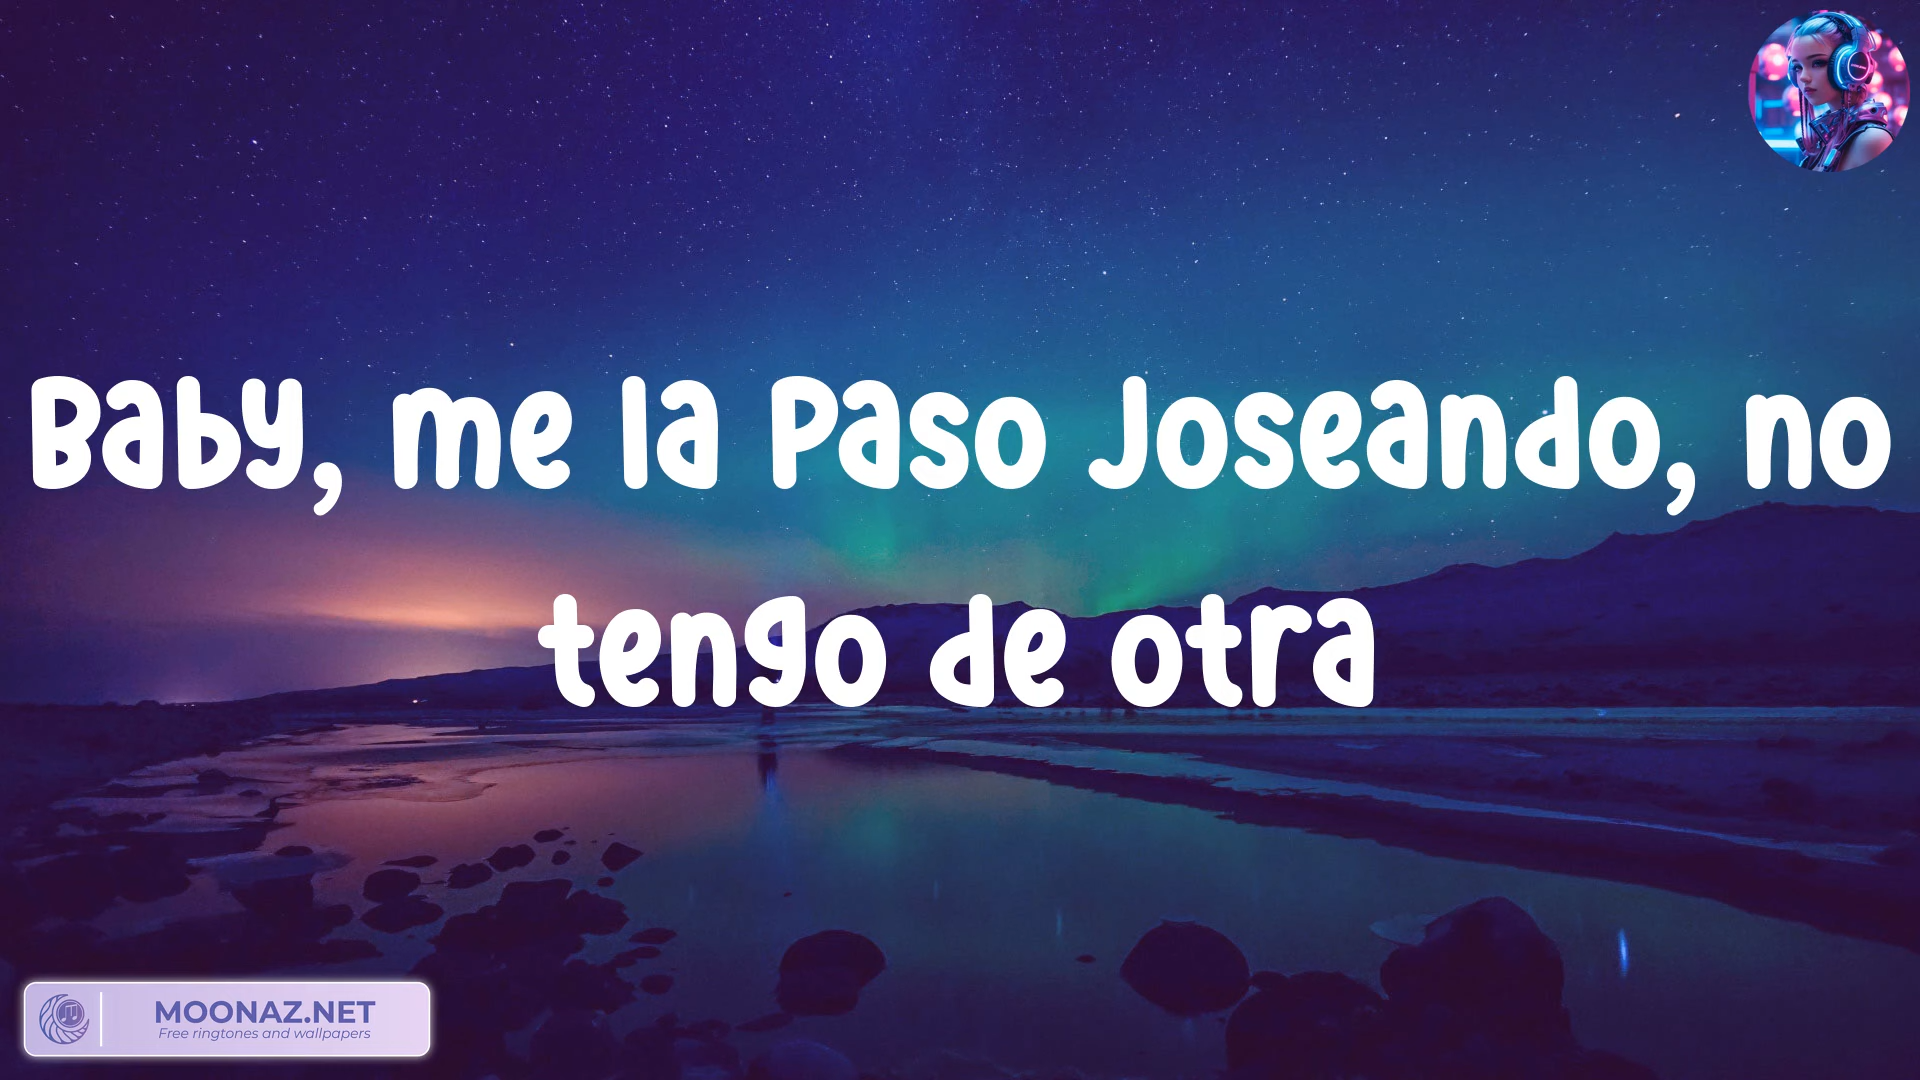 Baby, me la Paso Joseando, no
tengo de otra
MOONAZ.NET
Free ringtones and wallpapers